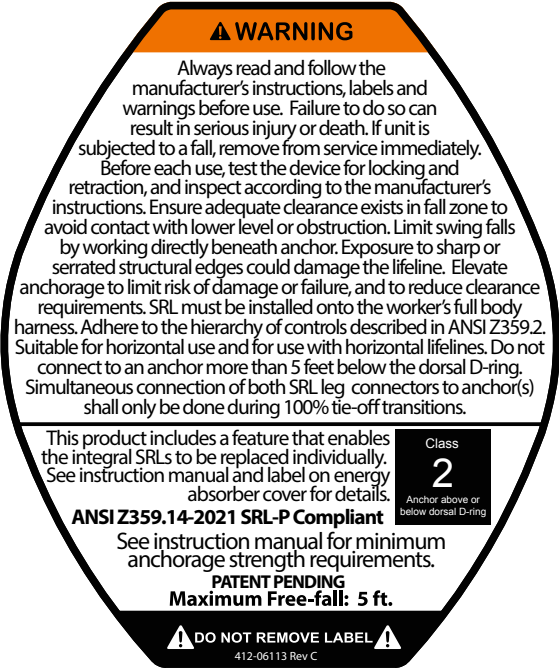 ⚠ WARNING
Always read and follow the
manufacturer's instructions, labels and
warnings before use. Failure to do so can
result in serious injury or death. If unit is
subjected to a fall, remove from service immediately.
Before each use, test the device for locking and
retraction, and inspect according to the manufacturer's
instructions. Ensure adequate clearance exists in fall zone to
avoid contact with lower level or obstruction. Limit swing falls
by working directly beneath anchor. Exposure to sharp or
serrated structural edges could damage the lifeline. Elevate
anchorage to limit risk of damage or failure, and to reduce clearance
requirements. SRL must be installed onto the worker's full body
harness. Adhere to the hierarchy of controls described in ANSI Z359.2.
Suitable for horizontal use and for use with horizontal lifelines. Do not
connect to an anchor more than 5 feet below the dorsal D-ring.
Simultaneous connection of both SRL leg connectors to anchor(s)
shall only be done during 100% tie-off transitions.
This product includes a feature that enables
the integral SRLs to be replaced individually.
See instruction manual and label on energy
absorber cover for details.
Class
2
Anchor above or
below dorsal D-ring
ANSI Z359.14-2021 SRL-P Compliant
See instruction manual for minimum
anchorage strength requirements.
PATENT PENDING
Maximum Free-fall: 5 ft.
⚠ DO NOT REMOVE LABEL ⚠
412-06113 Rev C